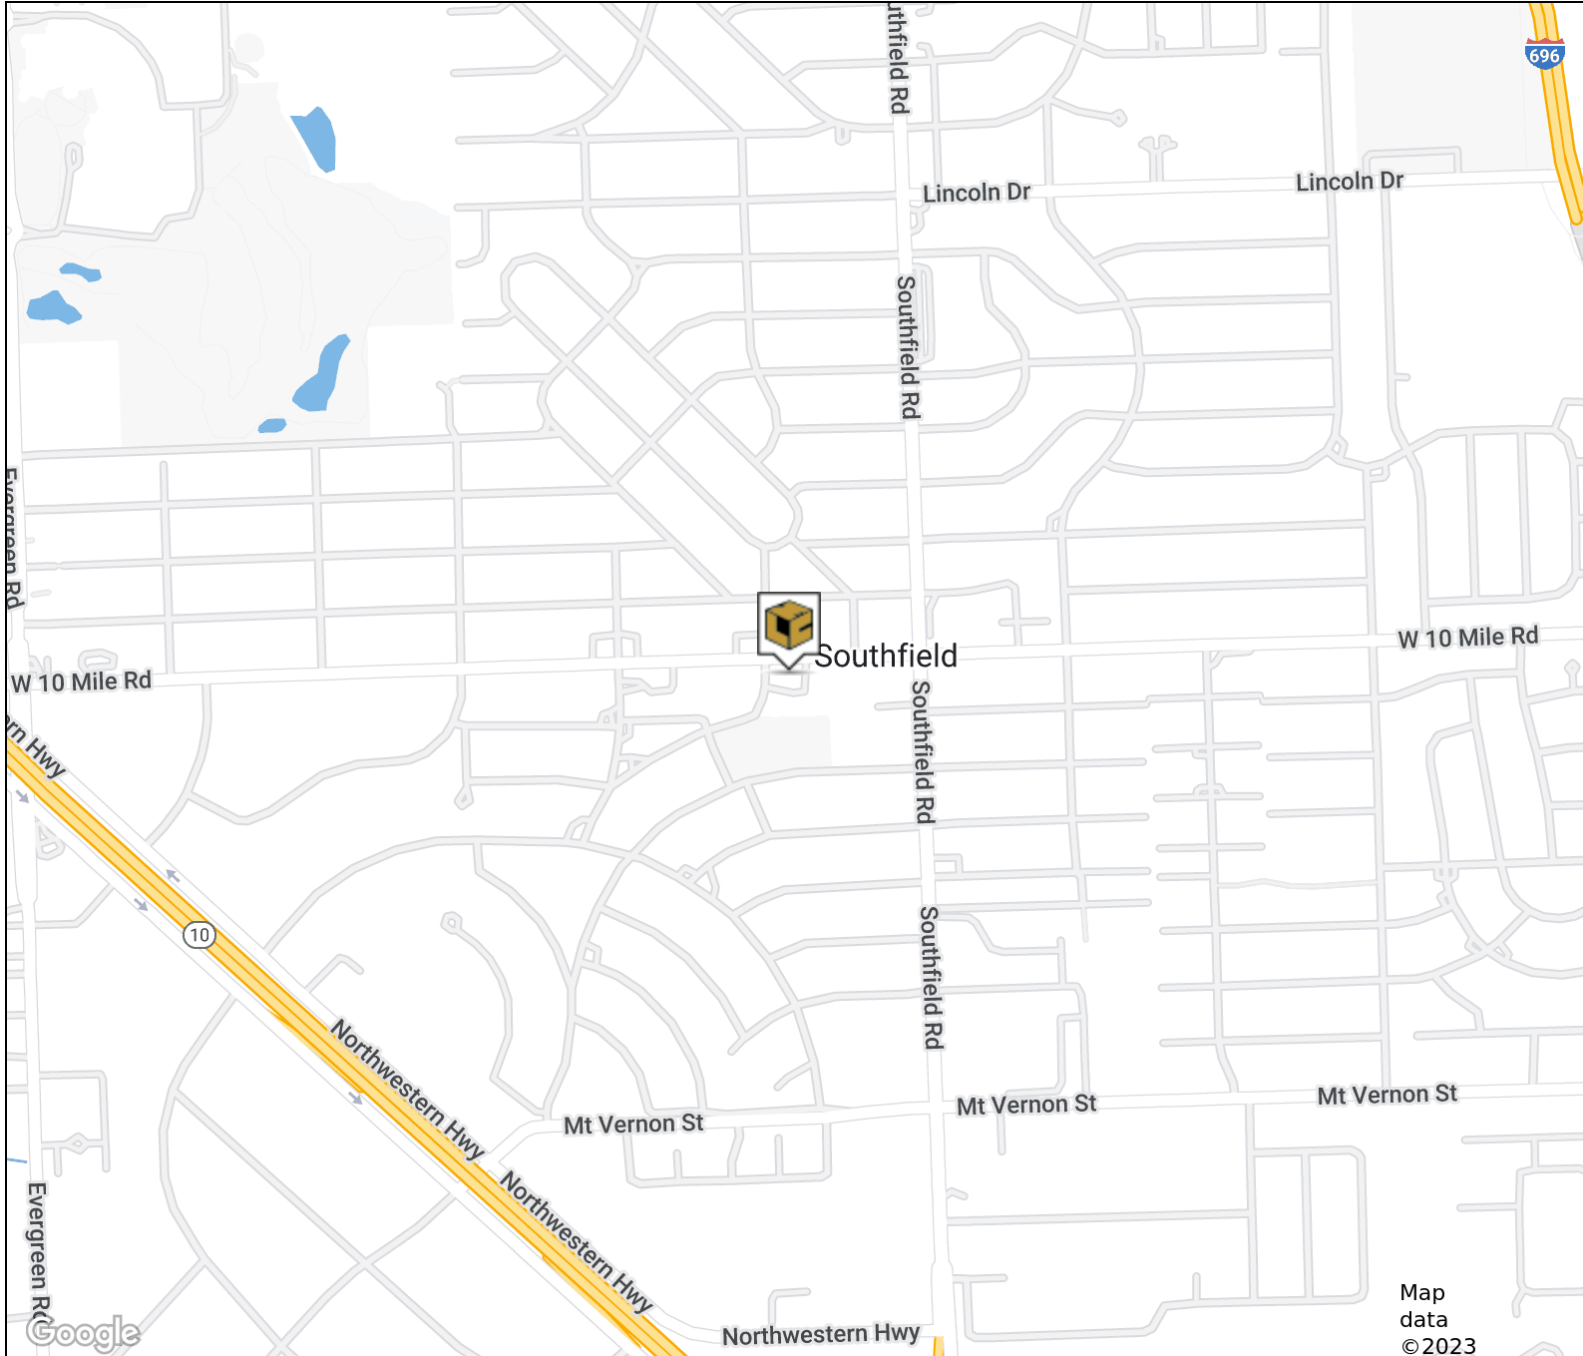 uthfield Rd
696
Lincoln Dr
Lincoln Dr
Southfield Rd
Evergreen Rd
W 10 Mile Rd
Southfield
W 10 Mile Rd
ern Hwy
Southfield Rd
10
Southfield Rd
Northwestern Hwy
Mt Vernon St
Mt Vernon St
Mt Vernon St
Northwestern Hwy
Evergreen Rd
Northwestern Hwy
Google
Map
data
©2023